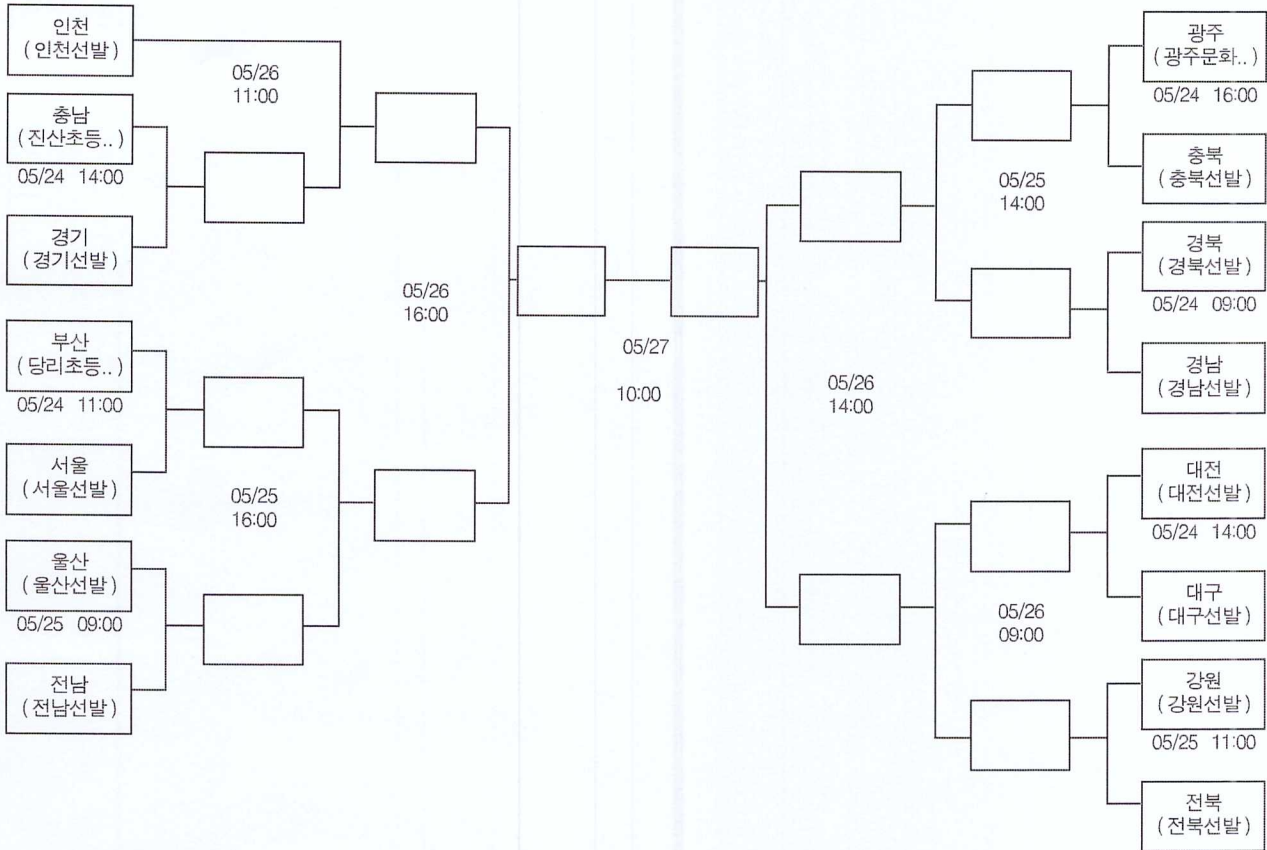 인천
( 인천선발 )
05/26
11:00
충남
( 진산초등.. )
05/24 14:00
경기
( 경기선발 )
05/26
16:00
부산
( 당리초등.. )
05/24 11:00
서울
( 서울선발 )
05/25
16:00
울산
( 울산선발 )
05/25 09:00
전남
( 전남선발 )
05/27
10:00
광주
( 광주문화.. )
05/24 16:00
충북
( 충북선발 )
05/25
14:00
경북
( 경북선발 )
05/24 09:00
경남
( 경남선발 )
05/26
14:00
대전
( 대전선발 )
05/24 14:00
대구
( 대구선발 )
05/26
09:00
강원
( 강원선발 )
05/25 11:00
전북
( 전북선발 )